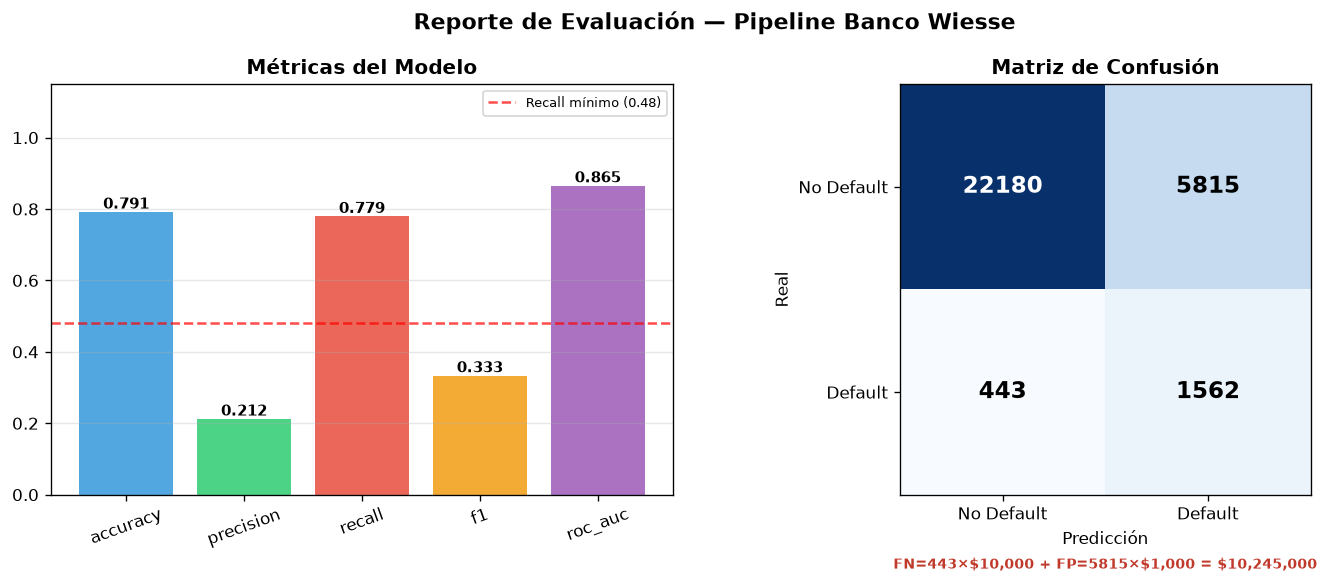 Reporte de Evaluación — Pipeline Banco Wiesse
Métricas del Modelo
Recall mínimo (0.48)
1.0
0.8
0.6
0.4
0.2
0.0
0.791
0.212
0.779
0.333
0.865
accuracy
precision
recall
f1
roc_auc
Matriz de Confusión
Real
No Default
22180
5815
Default
443
1562
No Default
Default
Predicción
FN=443×$10,000 + FP=5815×$1,000 = $10,245,000